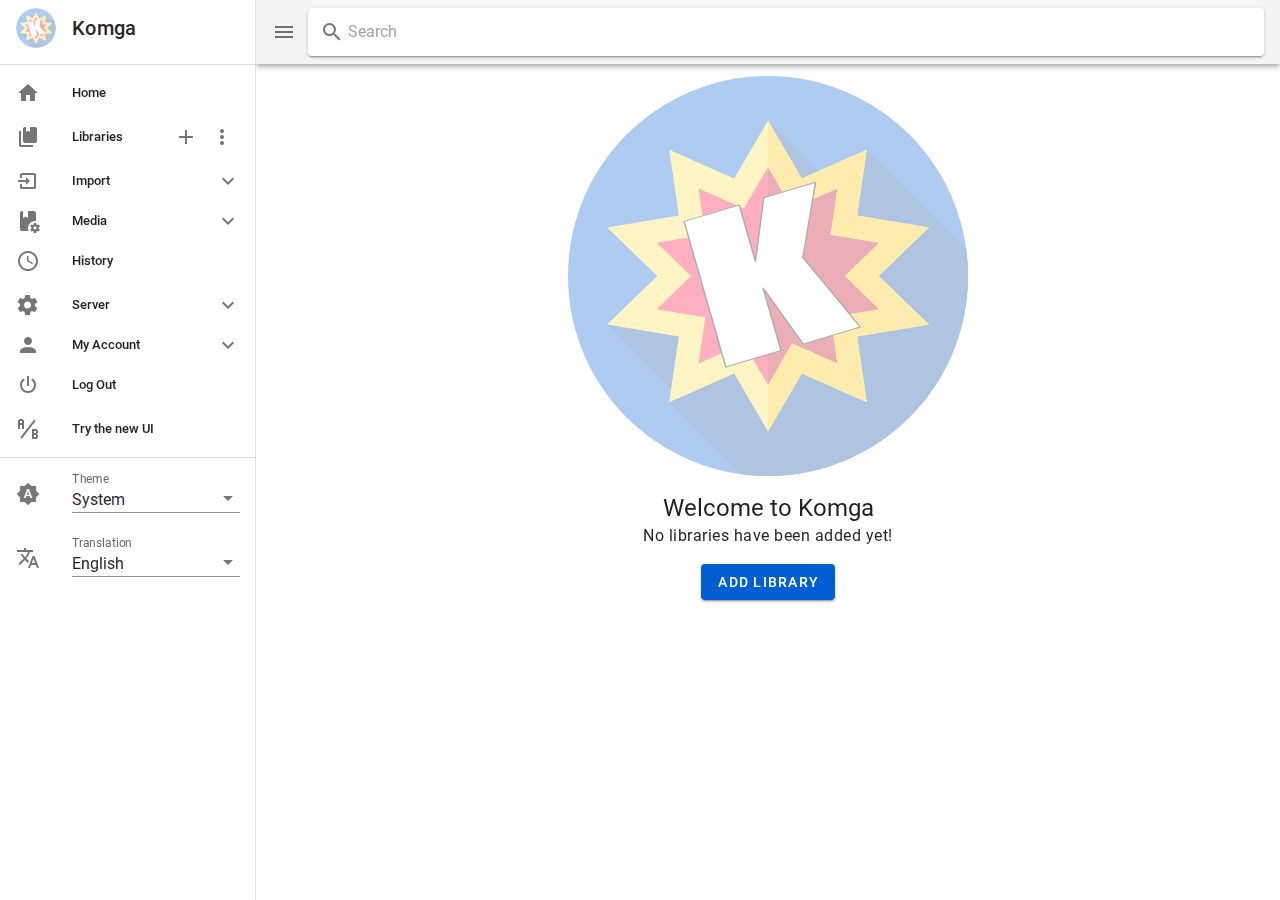 Komga
Search
Home
Libraries
Import
Media
History
Server
My Account
Log Out
Try the new UI
Theme
System
Translation
English
K
Welcome to Komga
No libraries have been added yet!
ADD LIBRARY